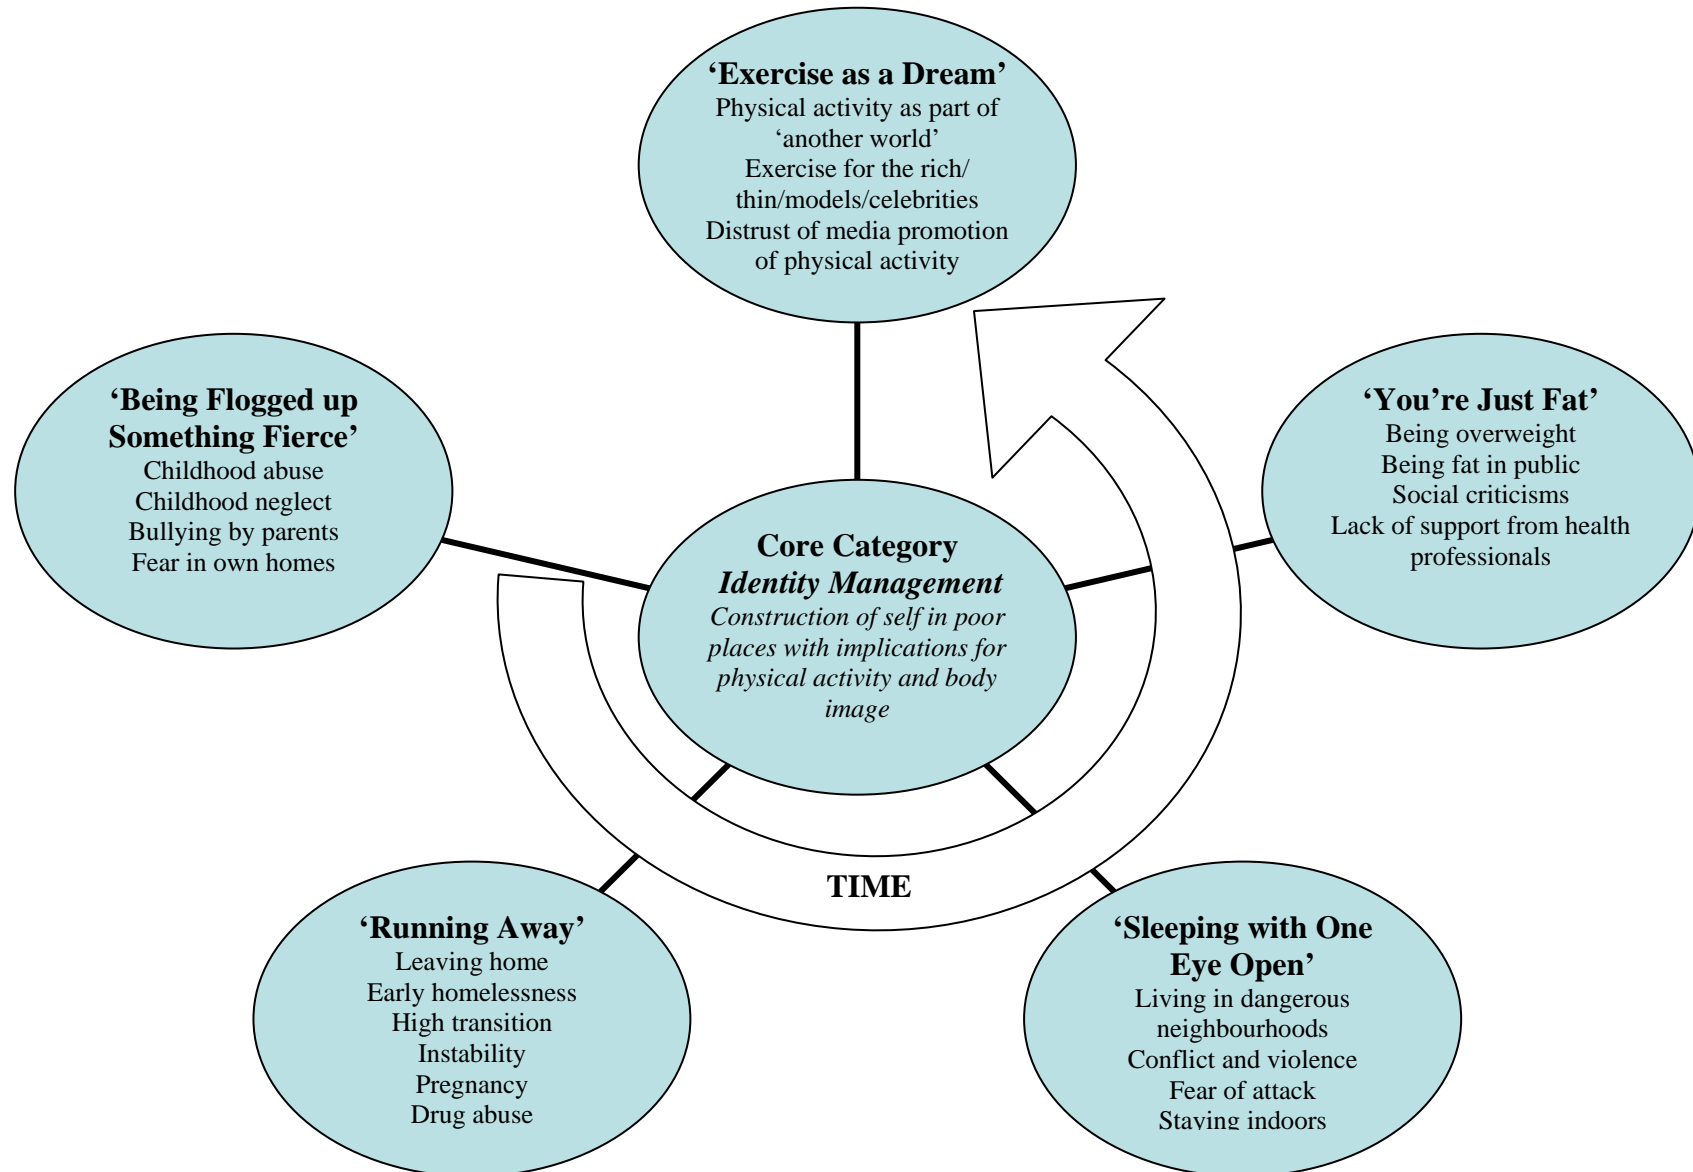 ‘Exercise as a Dream’
Physical activity as part of
‘another world’
Exercise for the rich/
thin/models/celebrities
Distrust of media promotion
of physical activity
‘Being Flogged up
Something Fierce’
Childhood abuse
Childhood neglect
Bullying by parents
Fear in own homes
‘You’re Just Fat’
Being overweight
Being fat in public
Social criticisms
Lack of support from health
professionals
Core Category
Identity Management
Construction of self in poor
places with implications for
physical activity and body
image
TIME
‘Running Away’
Leaving home
Early homelessness
High transition
Instability
Pregnancy
Drug abuse
‘Sleeping with One
Eye Open’
Living in dangerous
neighbourhoods
Conflict and violence
Fear of attack
Staying indoors